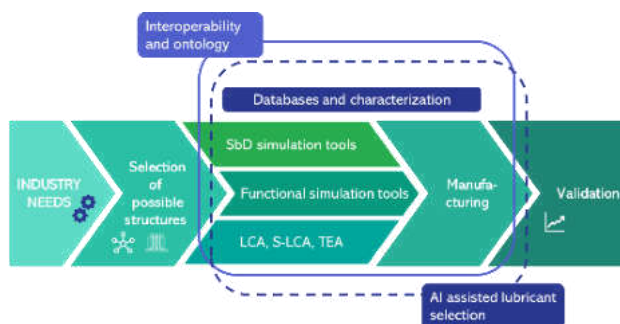 Interoperability
and ontology
Databases and characterization
INDUSTRY
NEEDS
Selection
of
possible
structures
SbD simulation tools
Functional simulation tools
LCA, S-LCA, TEA
Manufa-
cturing
Validation
AI assisted lubricant
selection